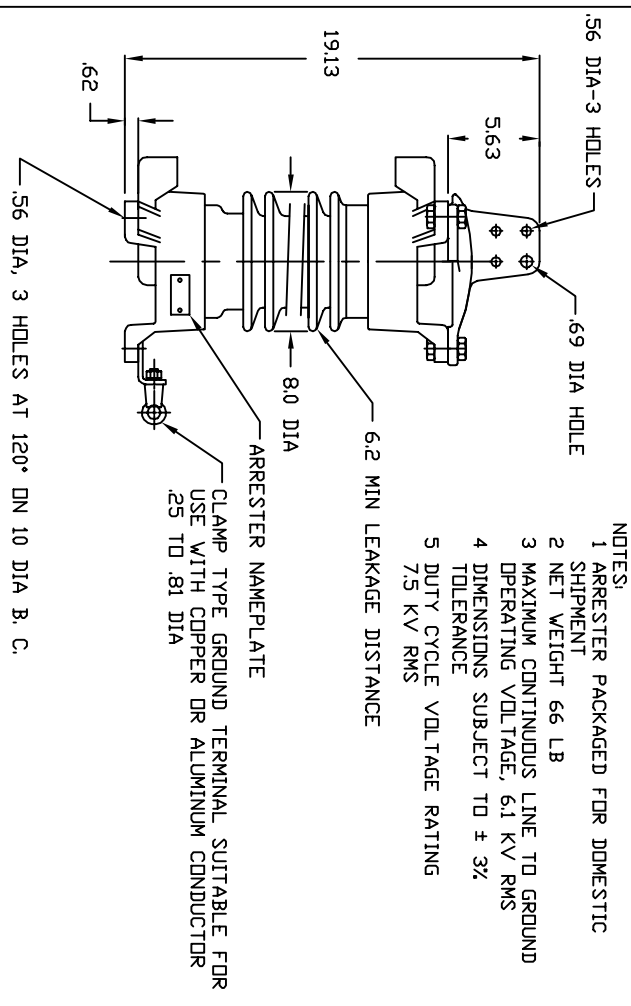 NOTES:
1 ARRESTER PACKAGED FOR DOMESTIC
SHIPMENT
2 NET WEIGHT 66 LB
3 MAXIMUM CONTINUOUS LINE TO GROUND
OPERATING VOLTAGE, 6.1 KV RMS
4 DIMENSIONS SUBJECT TO ± 3%
TOLERANCE
5 DUTY CYCLE VOLTAGE RATING
7.5 KV RMS
.56 DIA-3 HOLES
.69 DIA HOLE
5.63
19.13
6.2 MIN LEAKAGE DISTANCE
8.0 DIA
ARRESTER NAMEPLATE
.62
CLAMP TYPE GROUND TERMINAL SUITABLE FOR
USE WITH COPPER OR ALUMINUM CONDUCTOR
.25 TO .81 DIA
.56 DIA, 3 HOLES AT 120° ON 10 DIA B. C.